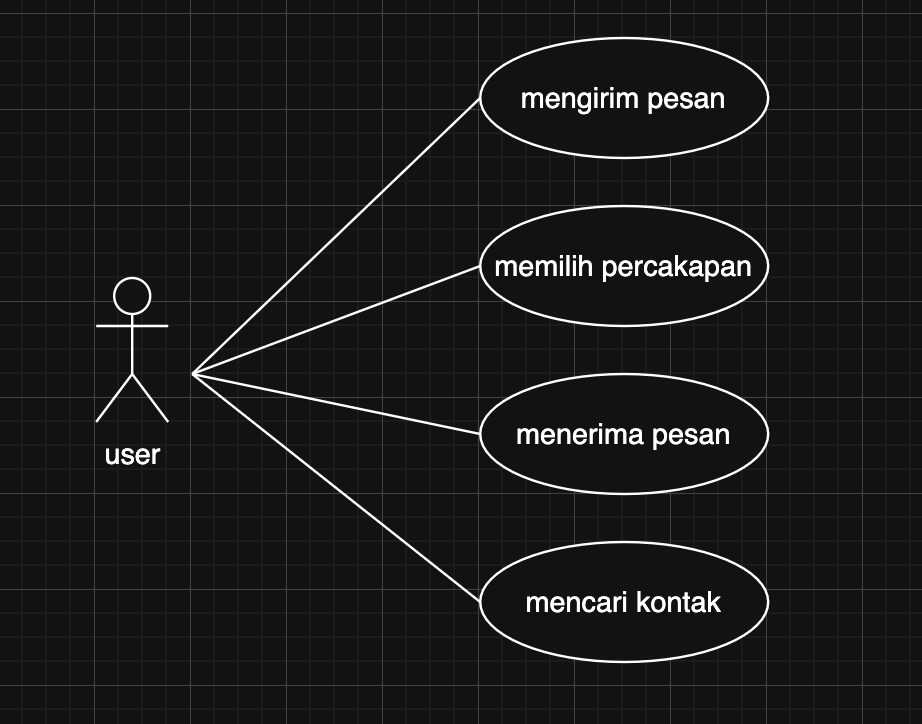 mengirim pesan
memilih percakapan
menerima pesan
user
mencari kontak